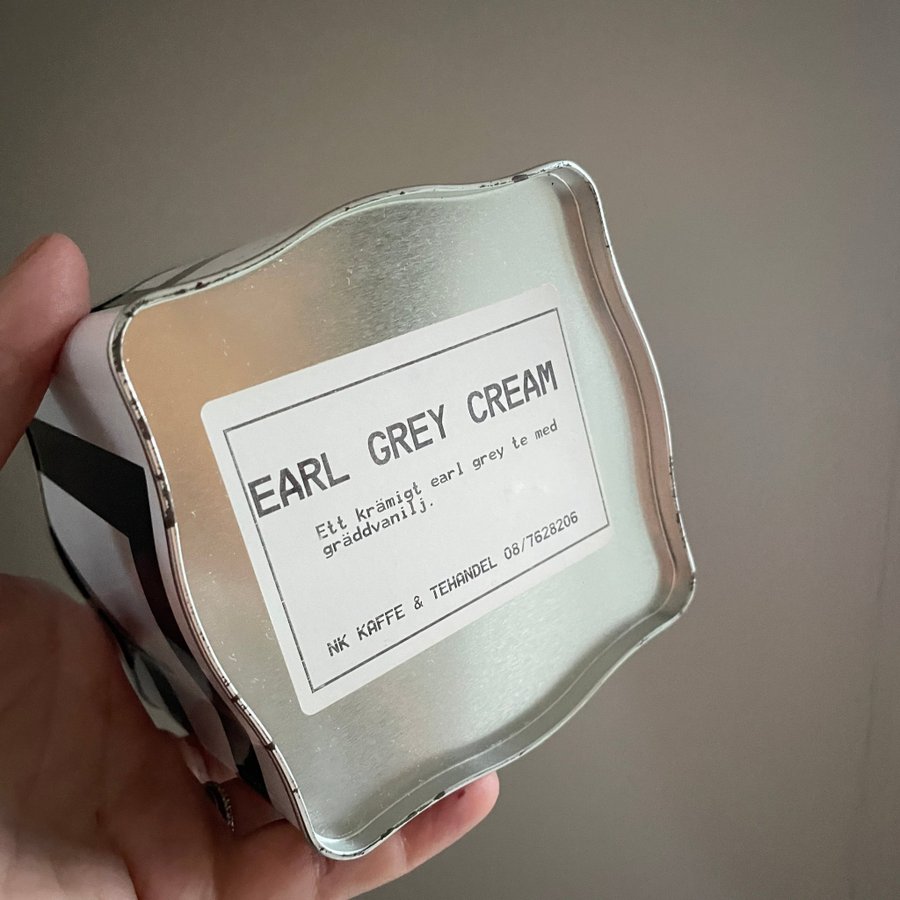 EARL GREY CREAM
Ett krämigt earl grey te med
gräddvanilj.
NK KAFFE & TEHANDEL 08/7628206